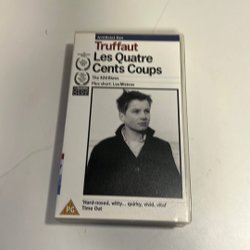 Truffaut
Les Quatre
Cents Coups
The 400 Blows
Plus short: Les Mistons
PG
'Hard-nosed, witty... quirky, vivid, vital'
Time Out